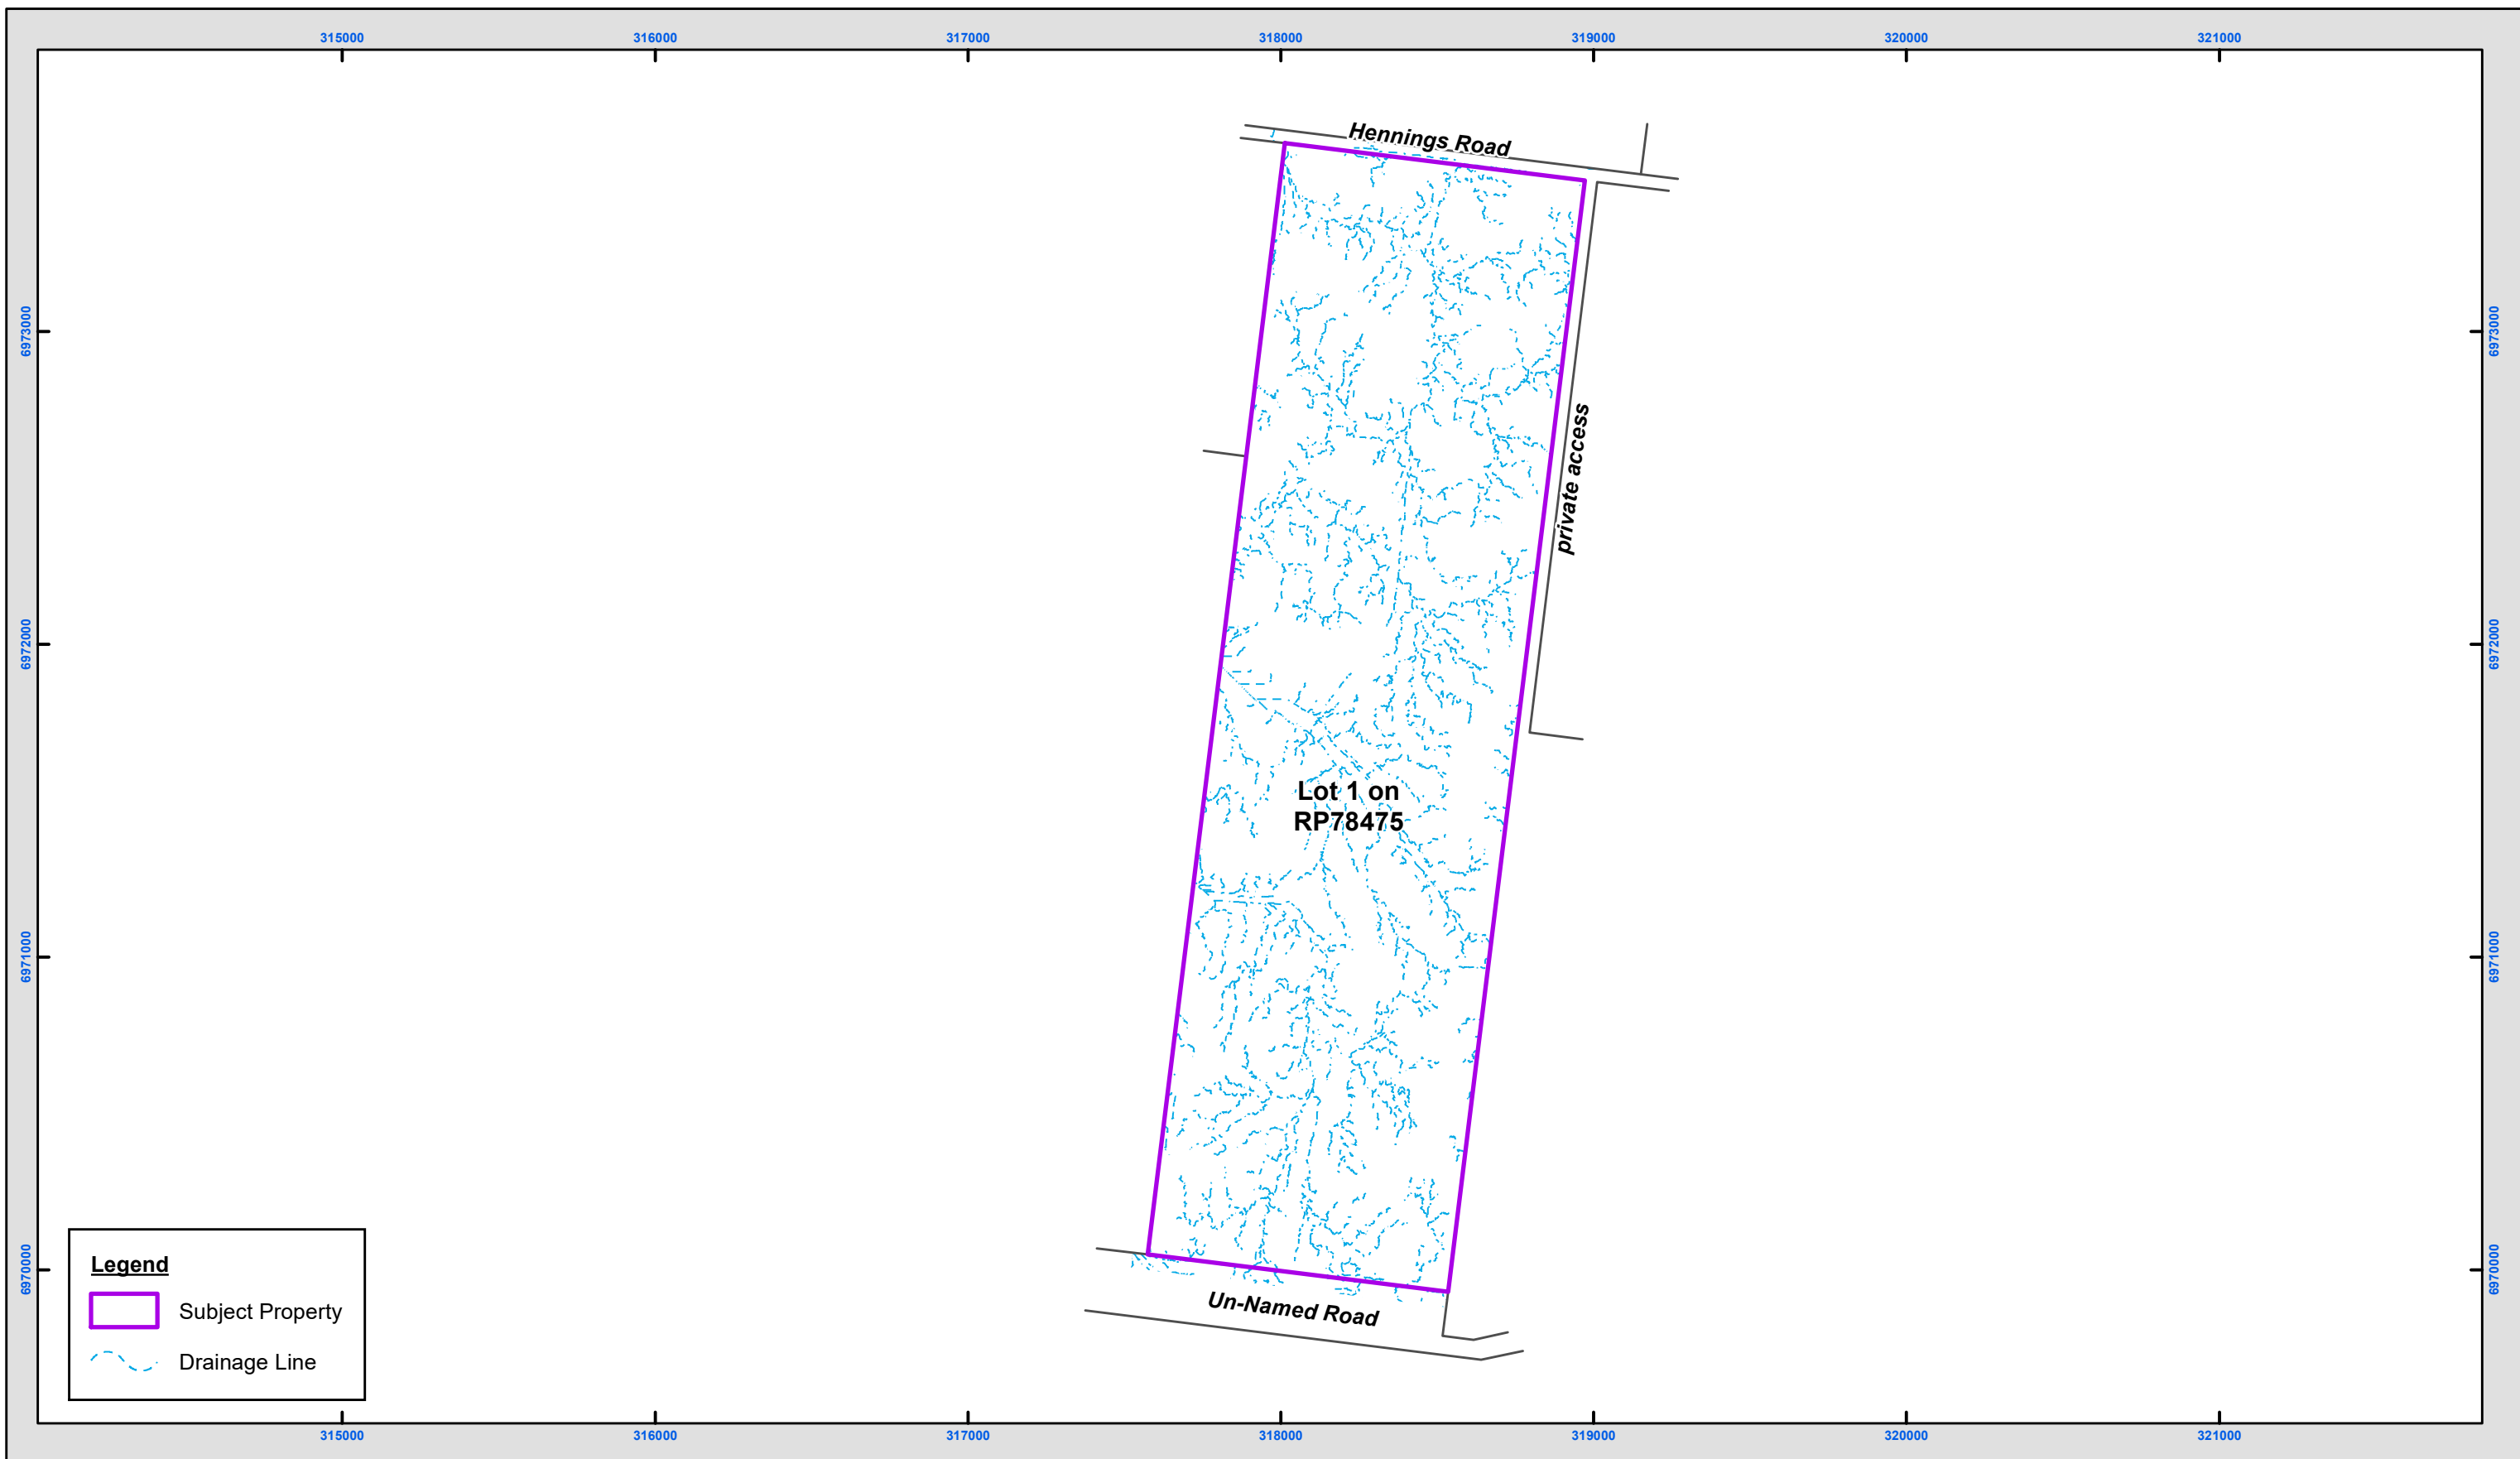 315000 316000 317000 318000 319000 320000 321000
Hennings Road
6973000 6973000
private access
6972000 6972000
Lot 1 on
RP78475
6971000 6971000
6970000 6970000
Un-Named Road
Legend
Subject Property
Drainage Line
315000 316000 317000 318000 319000 320000 321000